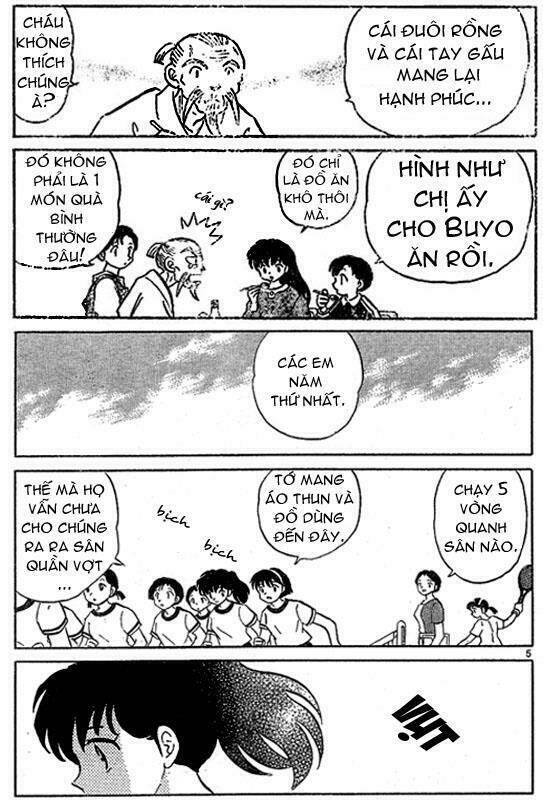 CÁI ĐUÔI RỒNG
VÀ CÁI TAY GẤU
MANG LẠI
HẠNH PHÚC...
CHÁU
KHÔNG
THÍCH
CHÚNG
À?
HÌNH NHƯ
CHỊ ẤY
CHO BUYO
ĂN RỒI.
ĐÓ CHỈ
LÀ ĐỒ ĂN
KHÔ THÔI
MÀ.
cái gì?
ĐÓ KHÔNG
PHẢI LÀ 1
MÓN QUÀ
BÌNH
THƯỜNG
ĐÂU!
CÁC EM
NĂM
THỨ NHẤT.
CHẠY 5
VÒNG
QUANH
SÂN NÀO.
TỚ MANG
ÁO THUN VÀ
ĐỒ DÙNG
ĐẾN ĐÂY.
bịch
bịch
THẾ MÀ HỌ
VẪN CHƯA
CHO CHÚNG
RA RA SÂN
QUẦN VỢT
...
5
VỤT